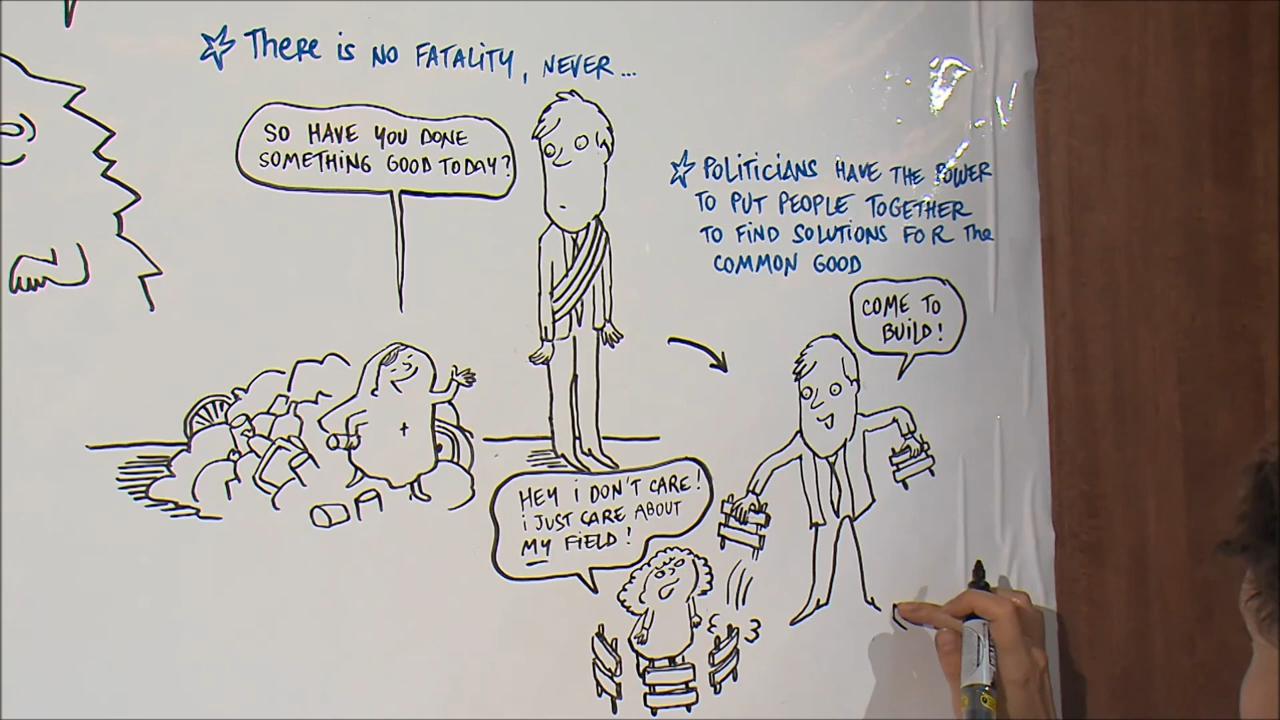 There is NO FATALITY, NEVER...
SO HAVE YOU DONE
SOMETHING GOOD TODAY?
POLITICIANS HAVE THE POWER
TO PUT PEOPLE TOGETHER
TO FIND SOLUTIONS FOR The
COMMON GOOD
COME TO
BUILD!
HEY i DON'T CARE!
i JUST CARE ABOUT
MY FIELD!